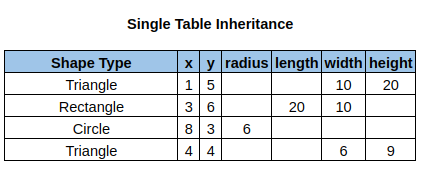 Single Table Inheritance
Shape Type x y radius length width height
Triangle 1 5 10 20
Rectangle 3 6 20 10
Circle 8 3 6
Triangle 4 4 6 9